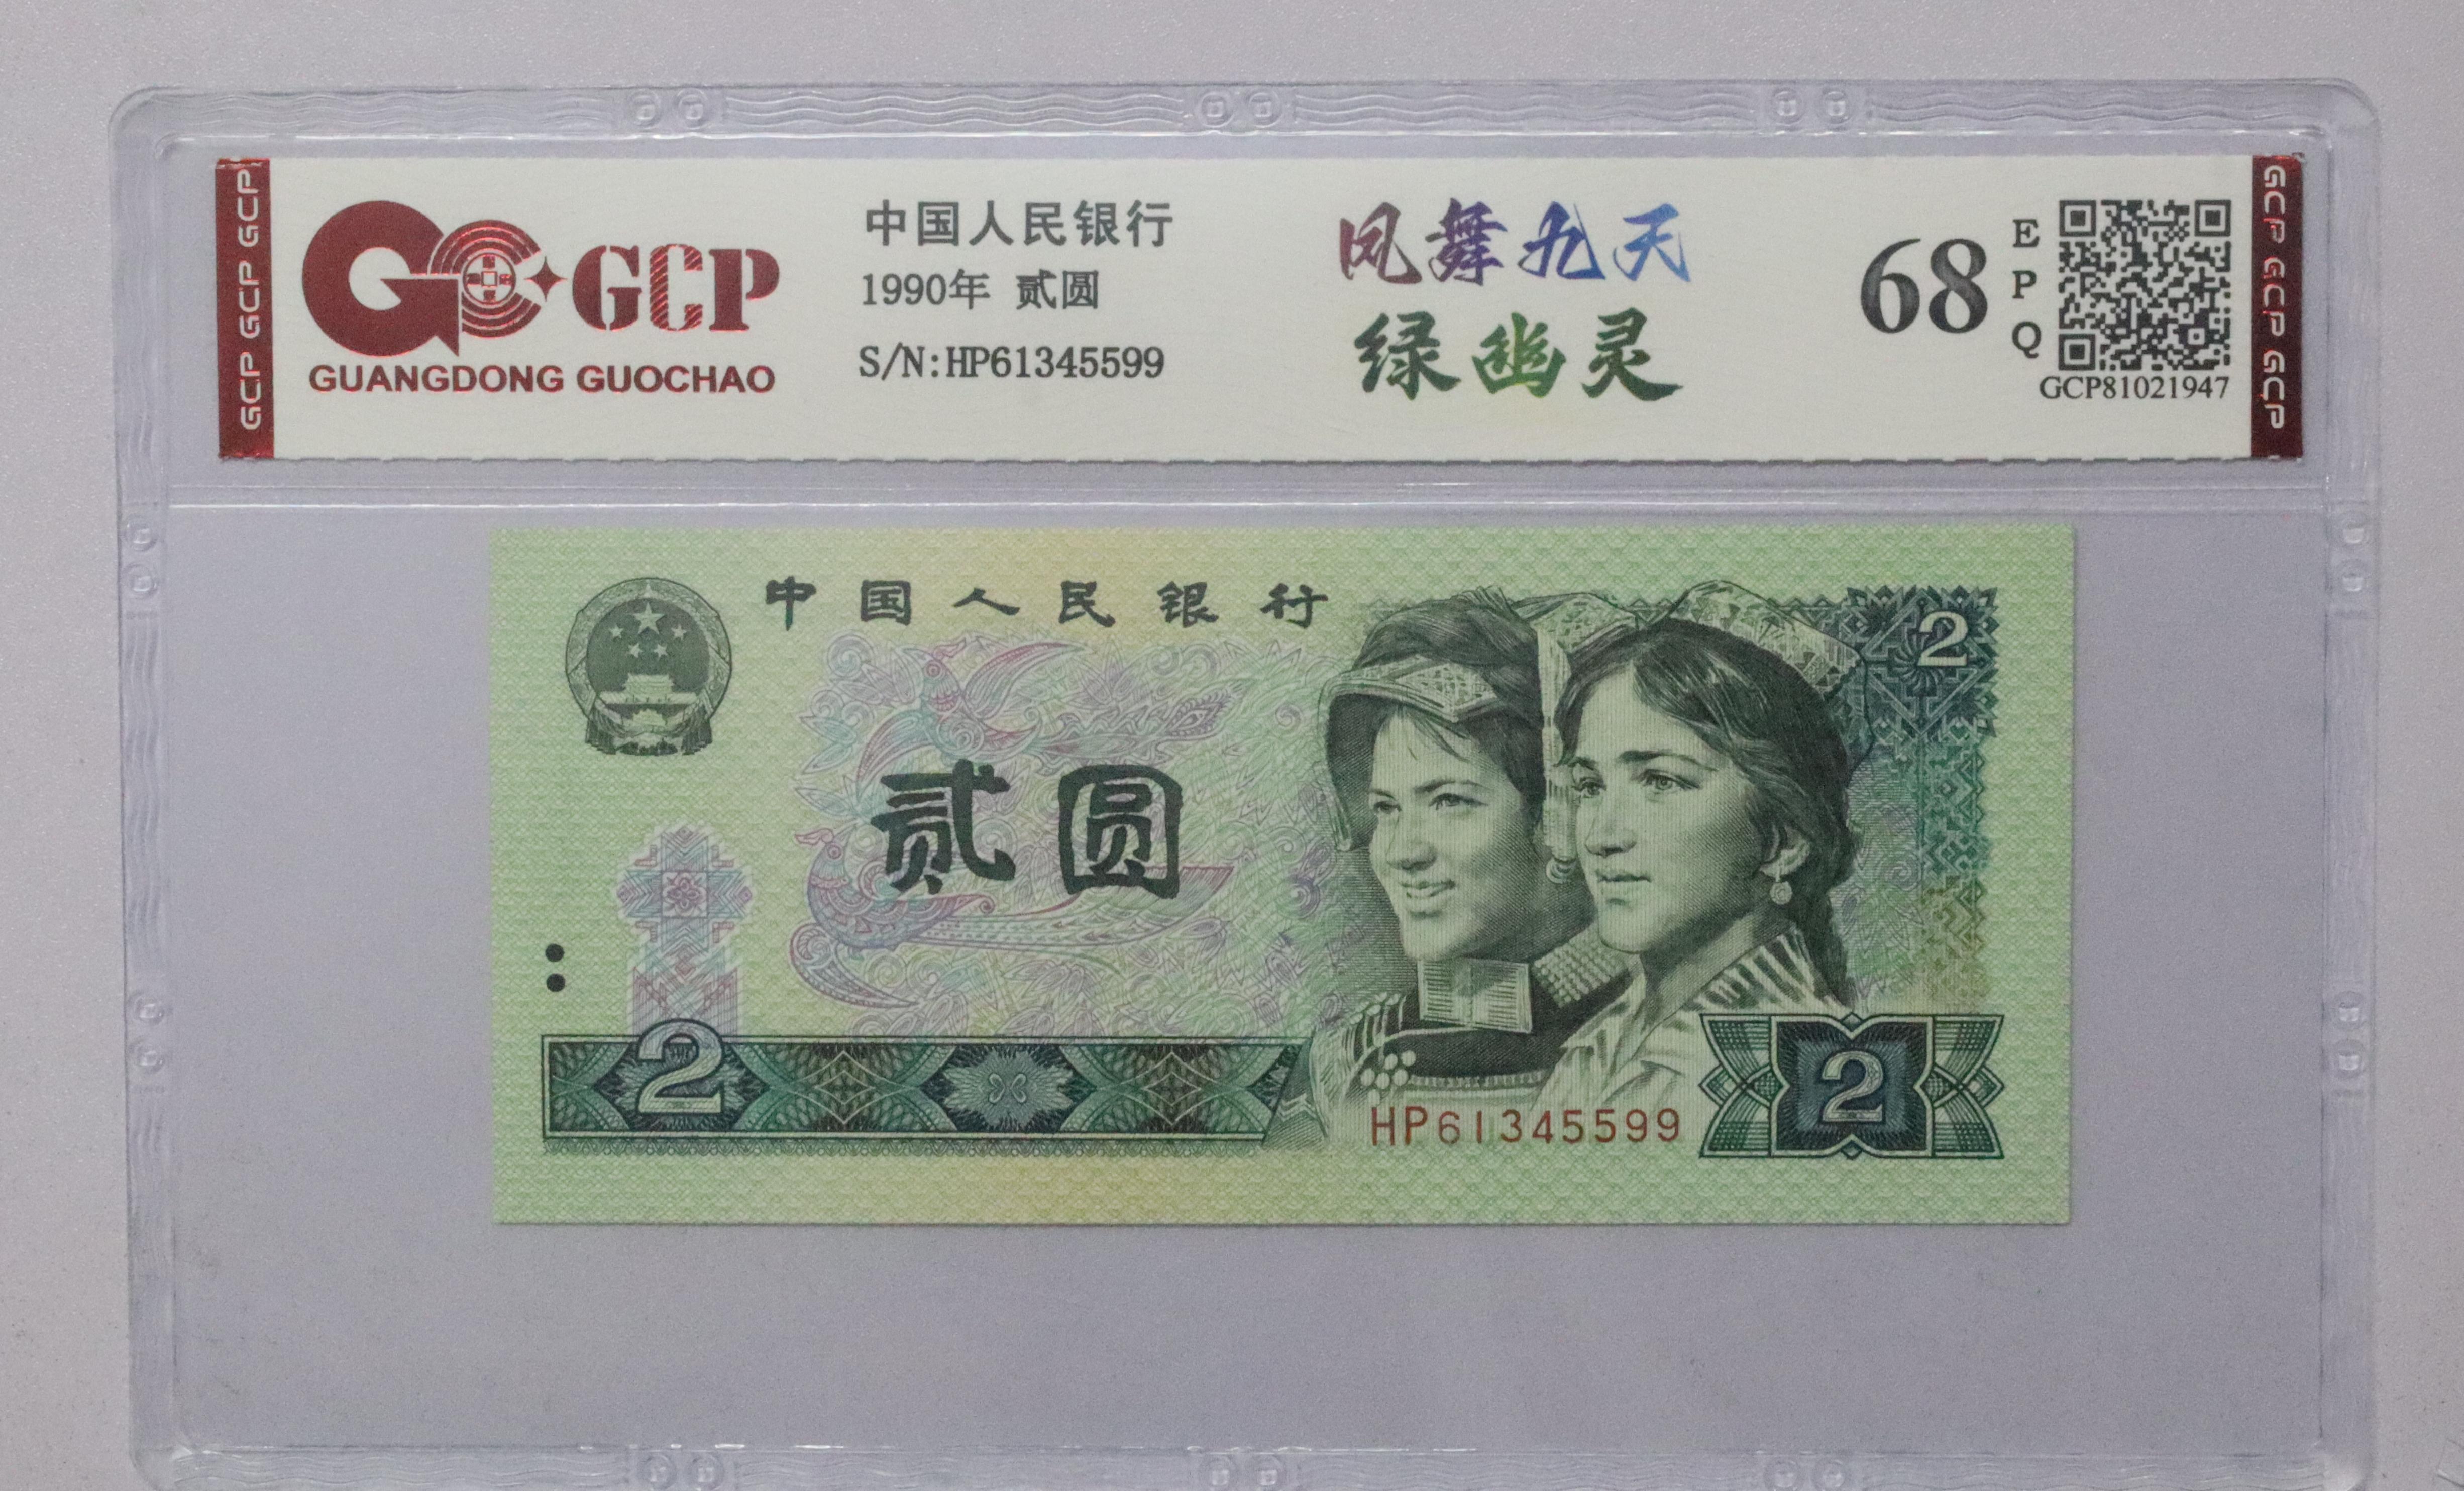 GCP GCP GCP
GCP
GUANGDONG GUOCHAO
中国人民银行
1990年 贰圆
S/N:HP61345599
凤舞九天
绿幽灵
68
EPQ
GCP81021947
GCP GCP GCP
中国人民银行
2
贰圆
2
HP61345599
2